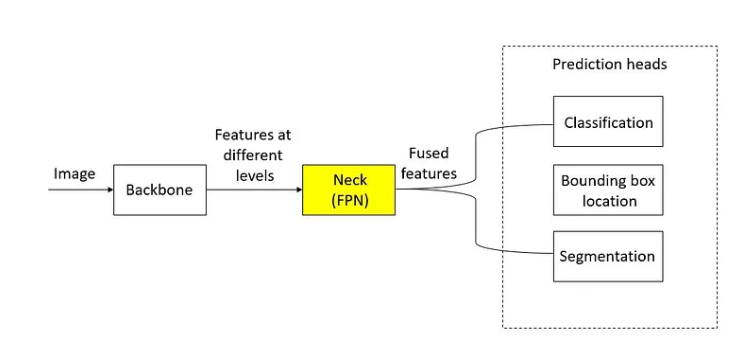 Prediction heads
Classification
Features at
different
levels
Fused
features
Image
Backbone
Neck
(FPN)
Bounding box
location
Segmentation